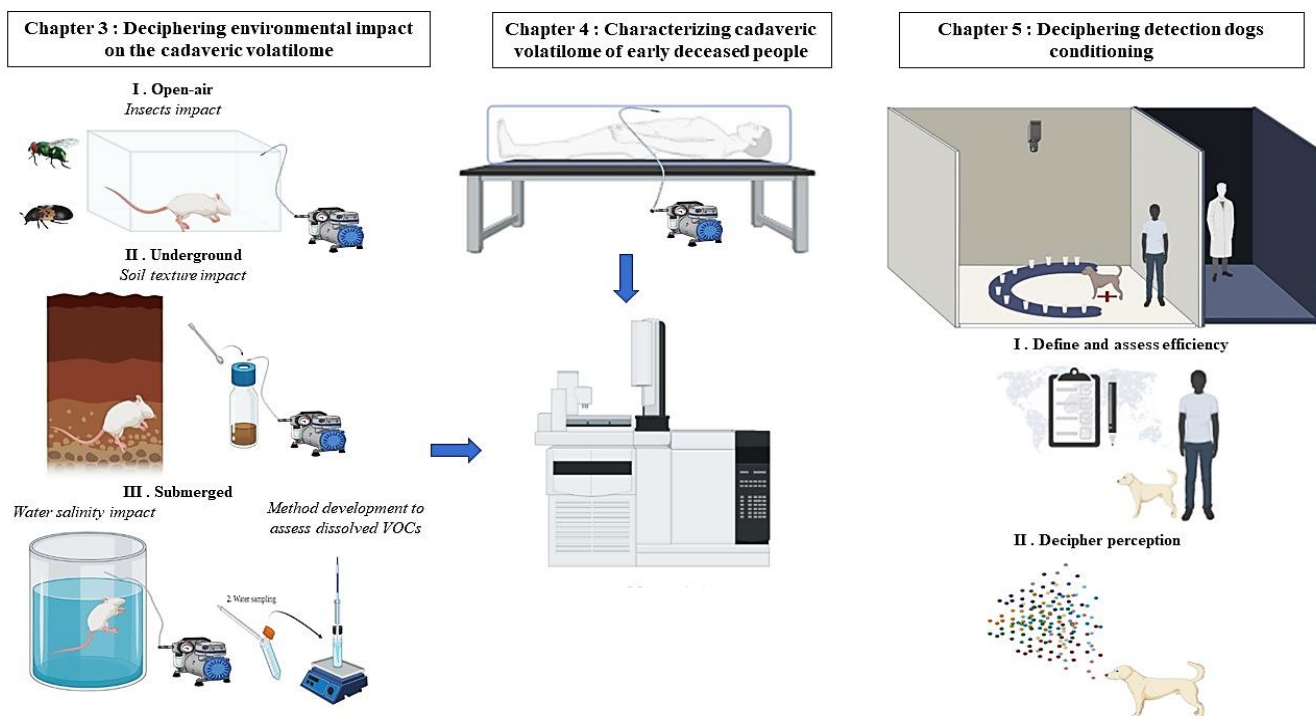 Chapter 3 : Deciphering environmental impact
on the cadaveric volatilome
I . Open-air
Insects impact
II . Underground
Soil texture impact
III . Submerged
Water salinity impact
Method development to
assess dissolved VOCs
2. Water sampling
Chapter 4 : Characterizing cadaveric
volatilome of early deceased people
Chapter 5 : Deciphering detection dogs
conditioning
I . Define and assess efficiency
II . Decipher perception